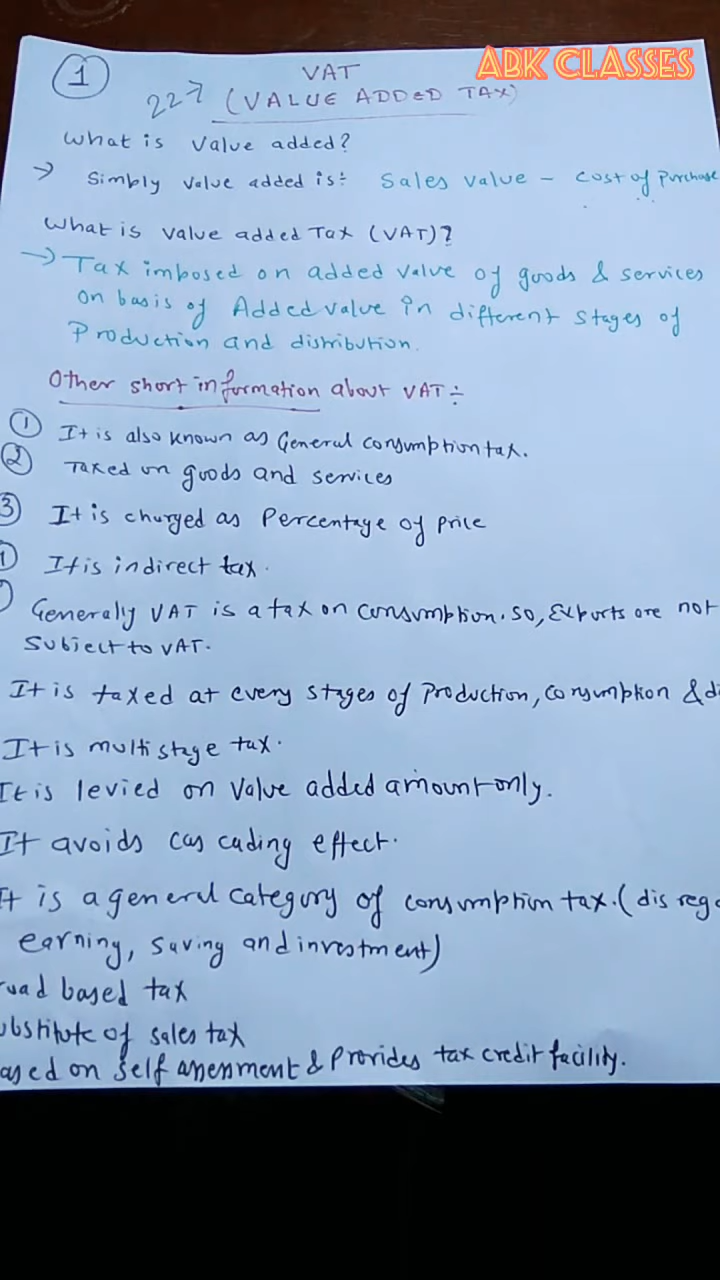 ABK CLASSES
1
VAT
227 (VALUE ADDED TAX)
What is Value added?
→ Simbly value added is÷ Sales value - cost of Purchase
What is value added Tax (VAT)?
→ Tax imbosed on added value of goods & services
on basis of Added value in different stages of
Production and distribution.
Other short information about VAT ÷
① It is also known as General consumption tax.
② Taxed on goods and services
③ It is charged as Percentage of price
It is indirect tax.
Generaly VAT is a tax on consumption. So, Exports are not
Subject to VAT.
It is taxed at every stages of Production, consumption & di
It is multistage tax.
It is levied on value added amount only.
It avoids cascading effect.
It is a general category of consumption tax. (disreg
earning, saving and investment)
road based tax
ubstitute of sales tax
ased on self assessment & Provides tax credit facility.